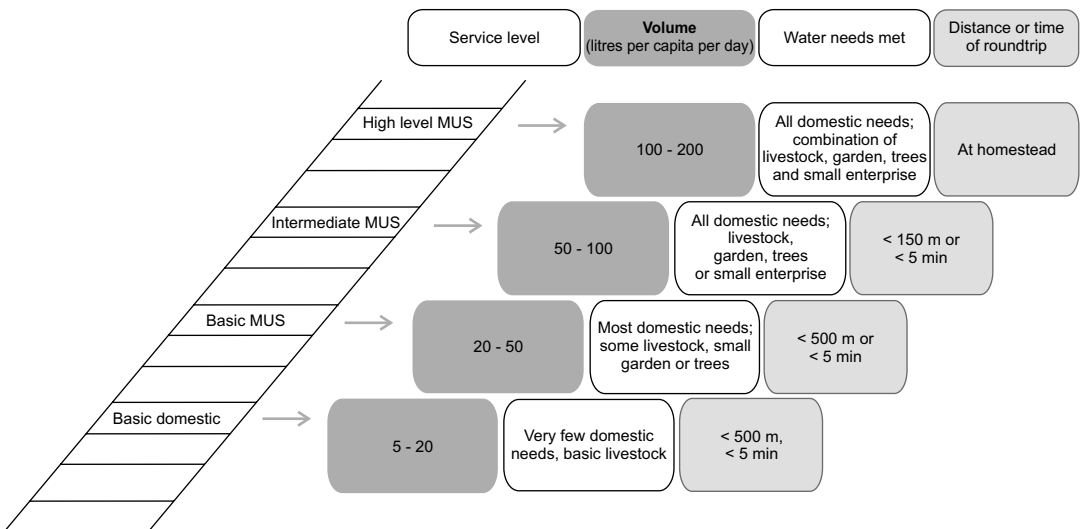 Service level
Volume
(litres per capita per day)
Water needs met
Distance or time
of roundtrip
High level MUS
100 - 200
All domestic needs;
combination of
livestock, garden, trees
and small enterprise
At homestead
Intermediate MUS
50 - 100
All domestic needs;
livestock,
garden, trees
or small enterprise
< 150 m or
< 5 min
Basic MUS
20 - 50
Most domestic needs;
some livestock, small
garden or trees
< 500 m or
< 5 min
Basic domestic
5 - 20
Very few domestic
needs, basic livestock
< 500 m,
< 5 min